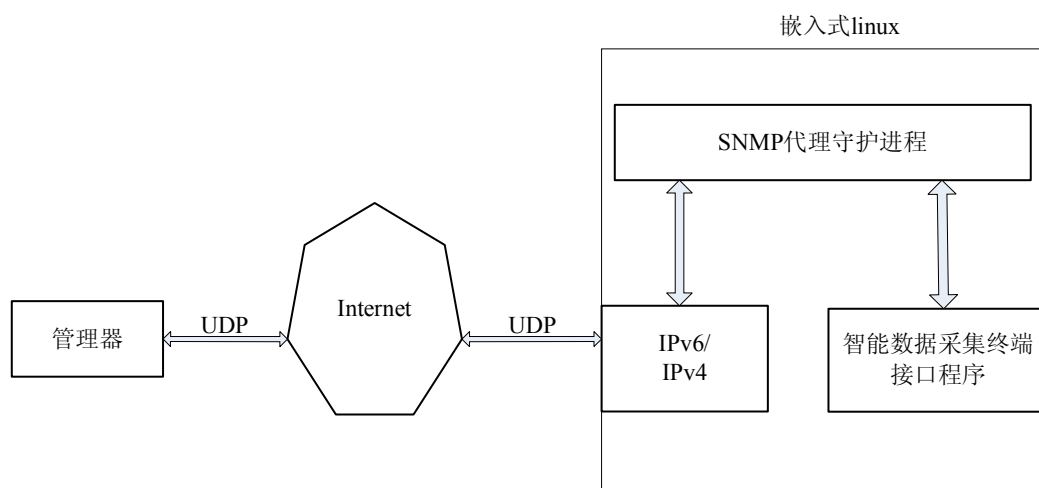 嵌入式linux
SNMP代理守护进程
管理器
UDP
Internet
UDP
IPv6/
IPv4
智能数据采集终端
接口程序